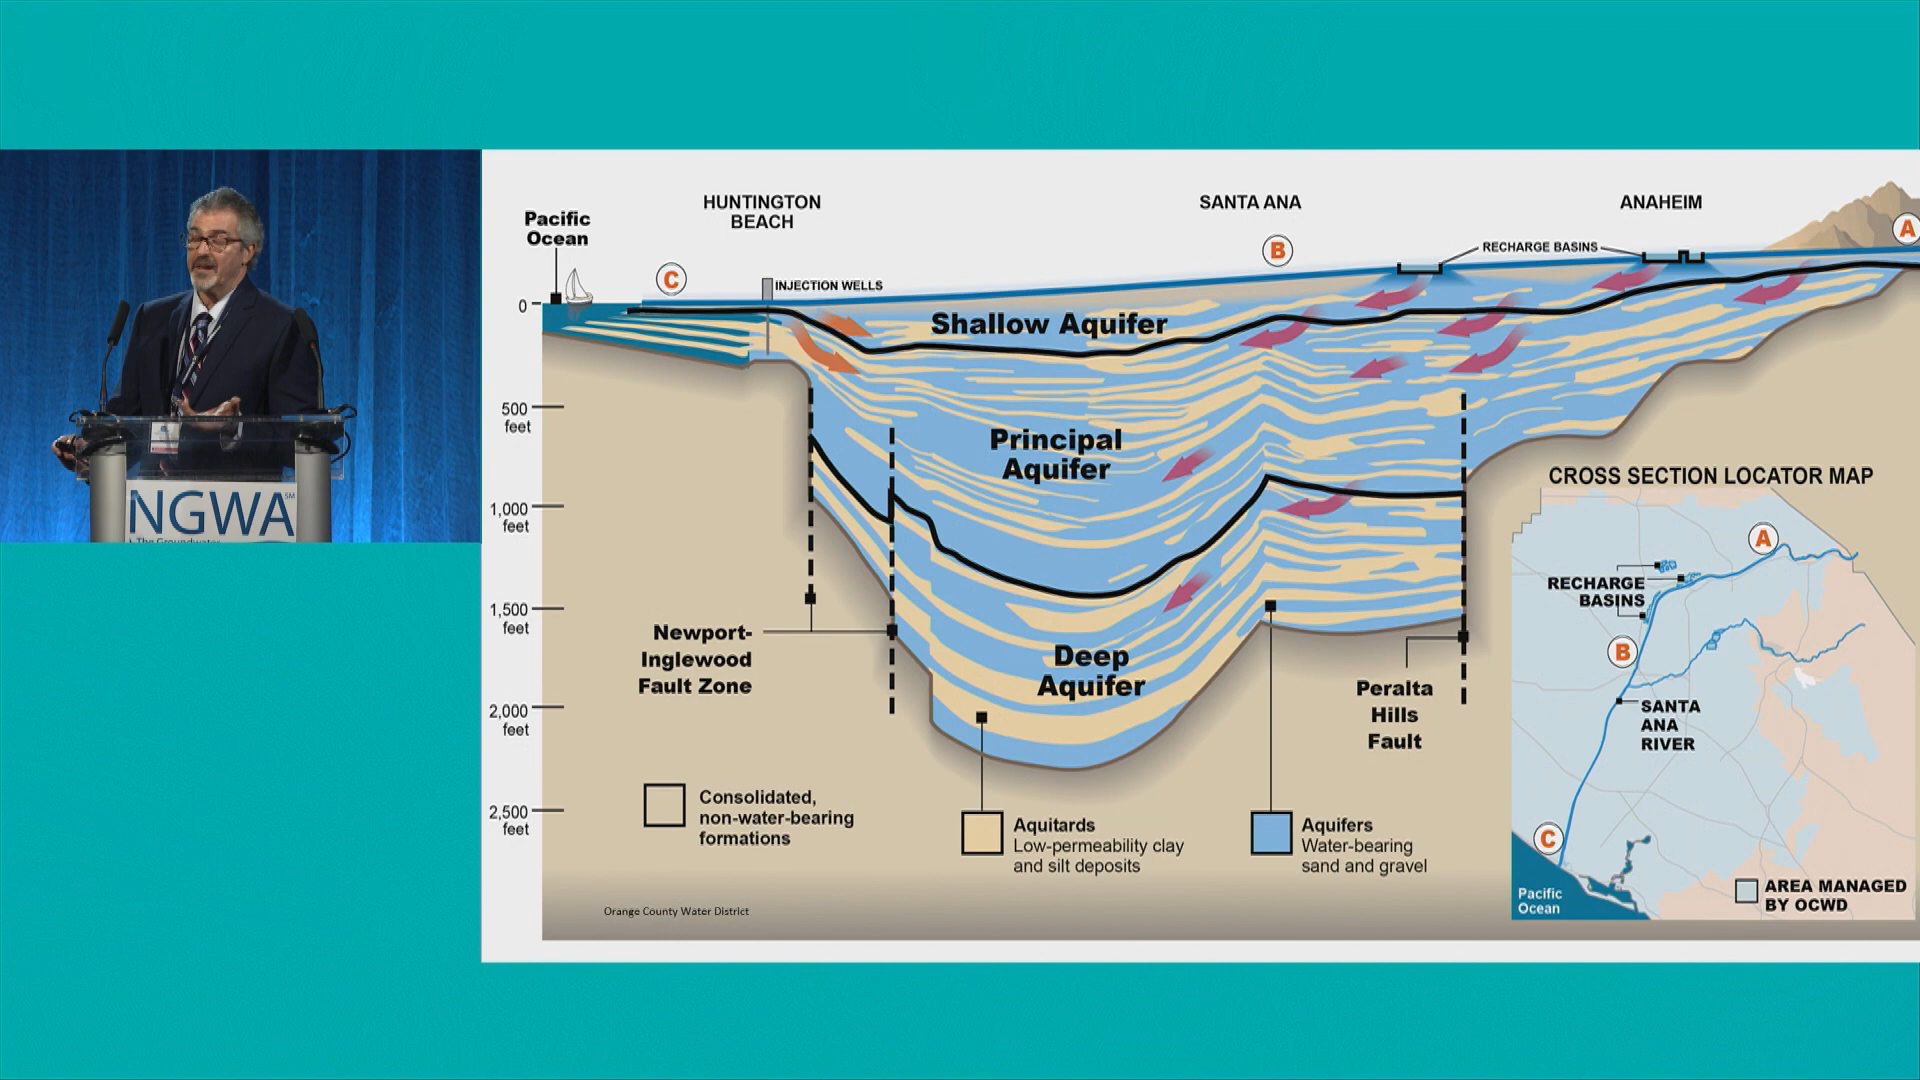 NGWA SM
The Groundwater
Pacific
Ocean
HUNTINGTON
BEACH
SANTA ANA
ANAHEIM
C
B
A
RECHARGE BASINS
INJECTION WELLS
0
500
feet
1,000
feet
1,500
feet
2,000
feet
2,500
feet
Shallow Aquifer
Principal
Aquifer
Deep
Aquifer
Newport-
Inglewood
Fault Zone
Peralta
Hills
Fault
Consolidated,
non-water-bearing
formations
Aquitards
Low-permeability clay
and silt deposits
Aquifers
Water-bearing
sand and gravel
Orange County Water District
CROSS SECTION LOCATOR MAP
A
RECHARGE
BASINS
B
SANTA
ANA
RIVER
C
Pacific
Ocean
AREA MANAGED
BY OCWD